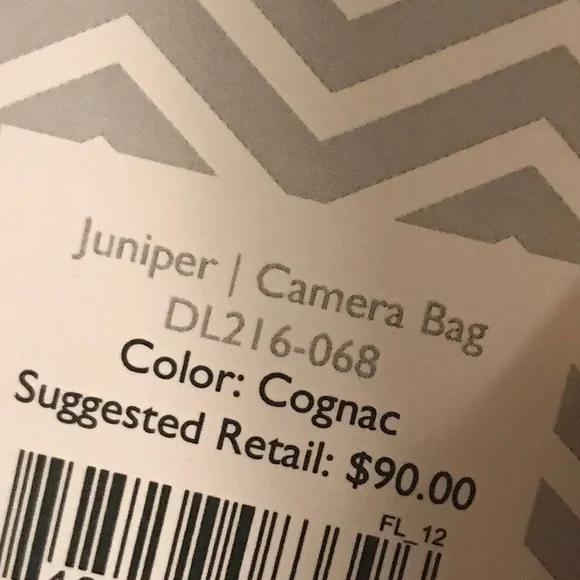 Juniper | Camera Bag
DL216-068
Color: Cognac
Suggested Retail: $90.00
FL_12